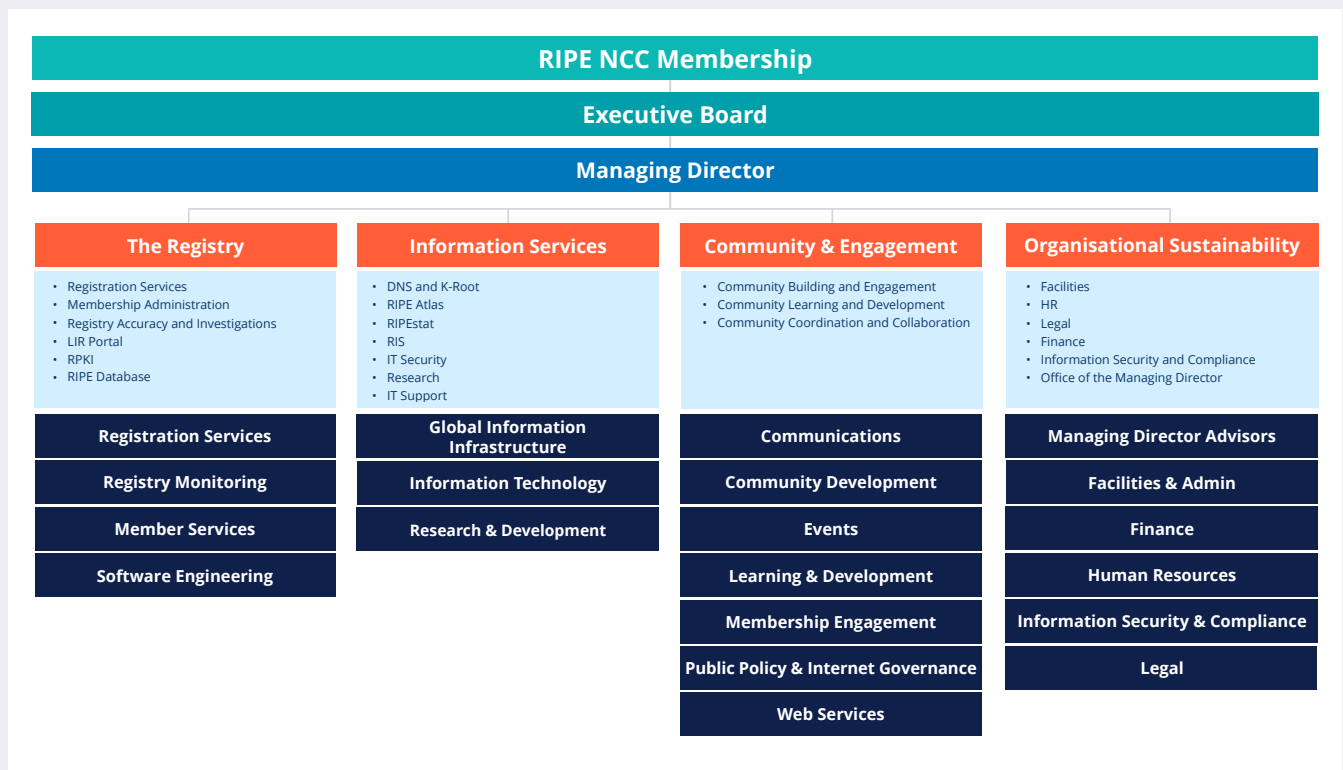 RIPE NCC Membership
Executive Board
Managing Director
The Registry
• Registration Services
• Membership Administration
• Registry Accuracy and Investigations
• LIR Portal
• RPKI
• RIPE Database
Registration Services
Registry Monitoring
Member Services
Software Engineering
Information Services
• DNS and K-Root
• RIPE Atlas
• RIPEstat
• RIS
• IT Security
• Research
• IT Support
Global Information
Infrastructure
Information Technology
Research & Development
Community & Engagement
• Community Building and Engagement
• Community Learning and Development
• Community Coordination and Collaboration
Communications
Community Development
Events
Learning & Development
Membership Engagement
Public Policy & Internet Governance
Web Services
Organisational Sustainability
• Facilities
• HR
• Legal
• Finance
• Information Security and Compliance
• Office of the Managing Director
Managing Director Advisors
Facilities & Admin
Finance
Human Resources
Information Security & Compliance
Legal